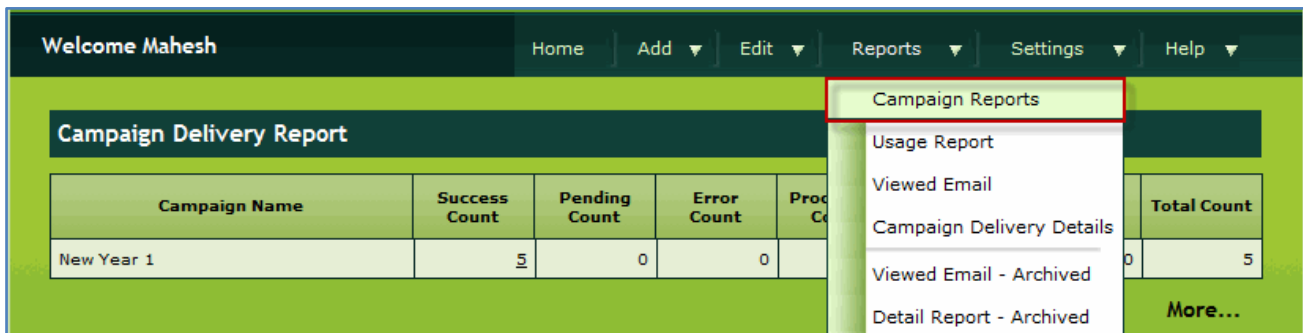 Welcome Mahesh
Home Add ▼ Edit ▼ Reports ▼ Settings ▼ Help ▼
Campaign Reports
Usage Report
Viewed Email
Campaign Delivery Details
Viewed Email - Archived
Detail Report - Archived
Campaign Delivery Report
Campaign Name Success Count Pending Count Error Count Total Count
New Year 1 5 0 0 0 5
More...